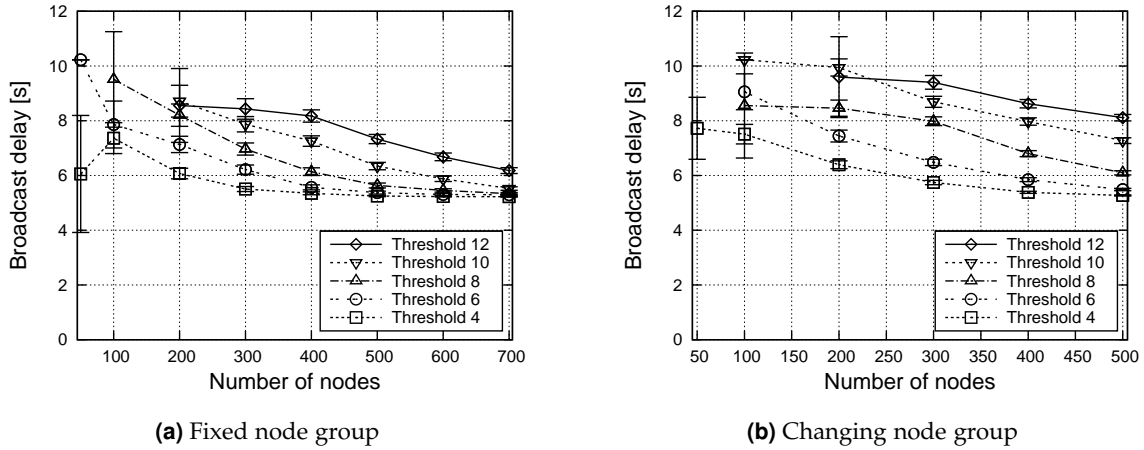 12
10
8
6
4
2
0
Broadcast delay [s]
Threshold 12
Threshold 10
Threshold 8
Threshold 6
Threshold 4
100 200 300 400 500 600 700
Number of nodes
(a) Fixed node group
12
10
8
6
4
2
0
Broadcast delay [s]
Threshold 12
Threshold 10
Threshold 8
Threshold 6
Threshold 4
50 100 150 200 250 300 350 400 450 500
Number of nodes
(b) Changing node group